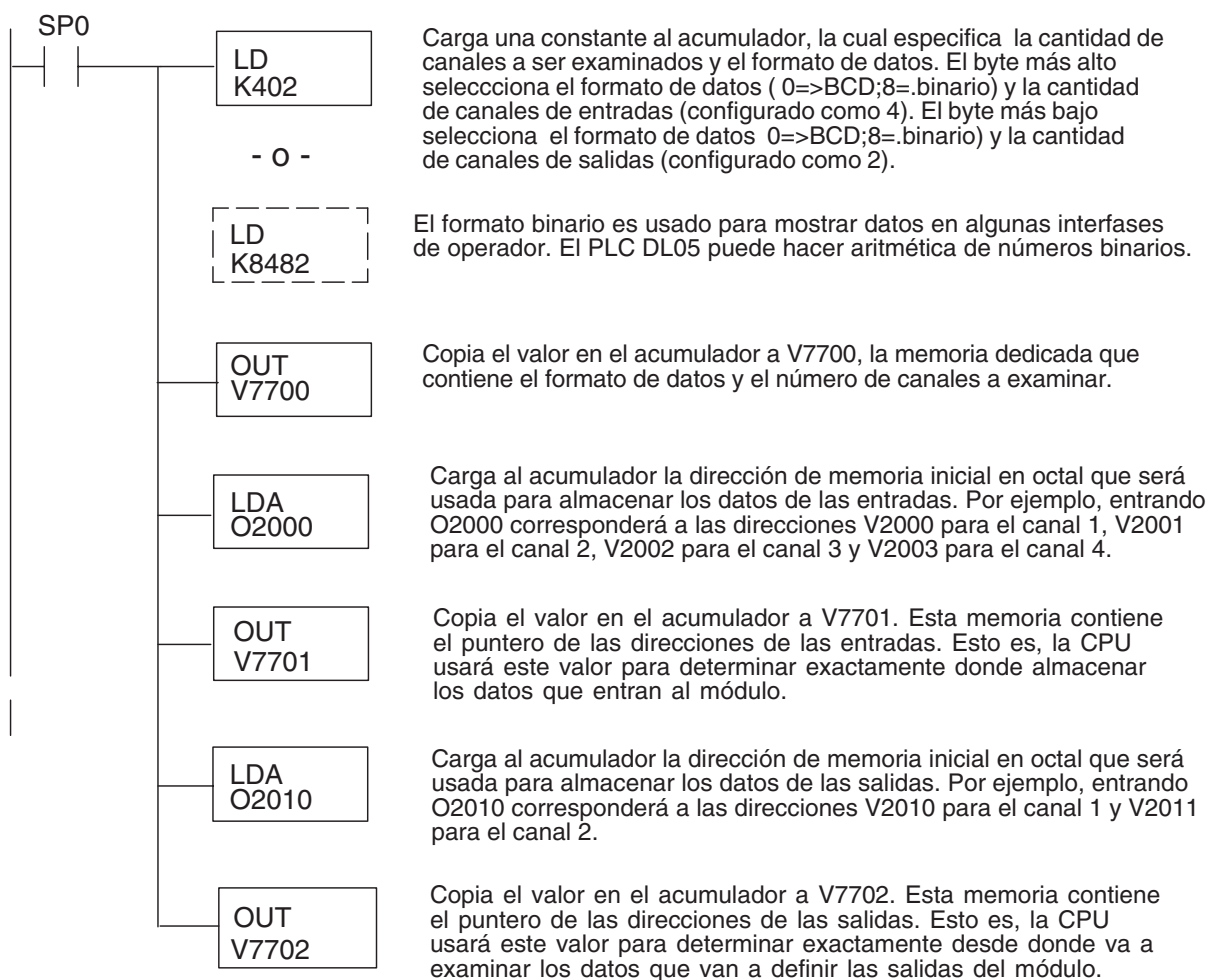 SP0
LD
K402
Carga una constante al acumulador, la cual especifica la cantidad de
canales a ser examinados y el formato de datos. El byte más alto
seleccciona el formato de datos ( 0=>BCD;8=.binario) y la cantidad
de canales de entradas (configurado como 4). El byte más bajo
selecciona el formato de datos 0=>BCD;8=.binario) y la cantidad
de canales de salidas (configurado como 2).
- o -
LD
K8482
El formato binario es usado para mostrar datos en algunas interfases
de operador. El PLC DL05 puede hacer aritmética de números binarios.
OUT
V7700
Copia el valor en el acumulador a V7700, la memoria dedicada que
contiene el formato de datos y el número de canales a examinar.
LDA
O2000
Carga al acumulador la dirección de memoria inicial en octal que será
usada para almacenar los datos de las entradas. Por ejemplo, entrando
O2000 corresponderá a las direcciones V2000 para el canal 1, V2001
para el canal 2, V2002 para el canal 3 y V2003 para el canal 4.
OUT
V7701
Copia el valor en el acumulador a V7701. Esta memoria contiene
el puntero de las direcciones de las entradas. Esto es, la CPU
usará este valor para determinar exactamente donde almacenar
los datos que entran al módulo.
LDA
O2010
Carga al acumulador la dirección de memoria inicial en octal que será
usada para almacenar los datos de las salidas. Por ejemplo, entrando
O2010 corresponderá a las direcciones V2010 para el canal 1 y V2011
para el canal 2.
OUT
V7702
Copia el valor en el acumulador a V7702. Esta memoria contiene
el puntero de las direcciones de las salidas. Esto es, la CPU
usará este valor para determinar exactamente desde donde va a
examinar los datos que van a definir las salidas del módulo.